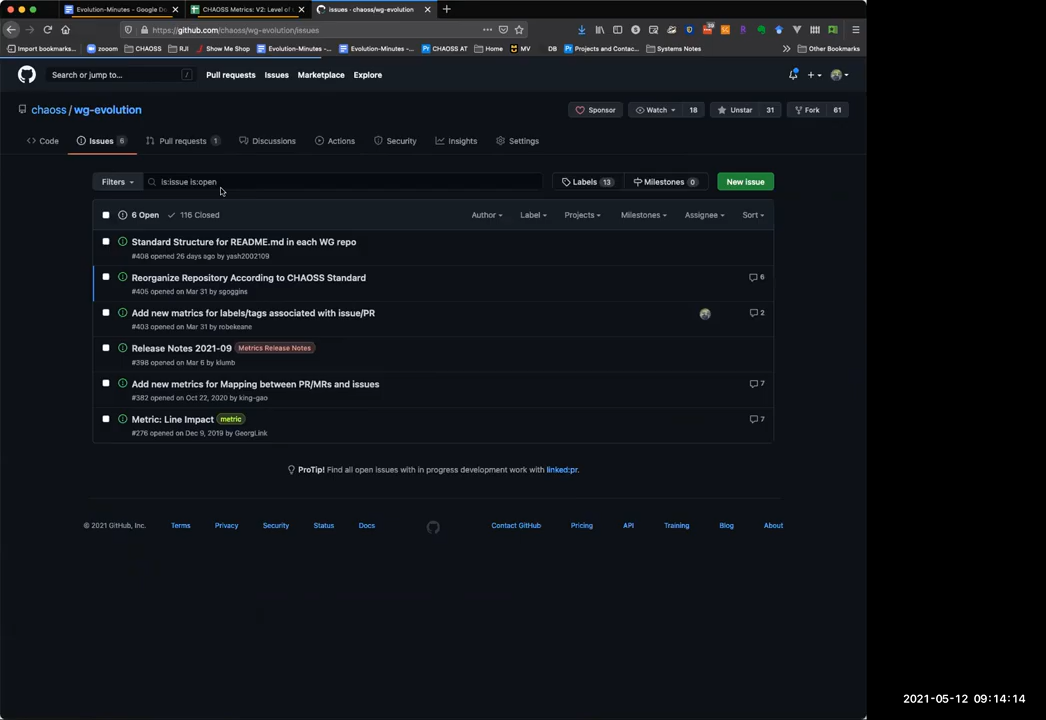 Evolution-Minutes - Google Do
CHAOSS Metrics: V2: Level of
Issues · chaoss/wg-evolution
https://github.com/chaoss/wg-evolution/issues
Import bookmarks...
zooom
CHAOSS
RJI
Show Me Shop
Evolution-Minutes -...
Evolution-Minutes -...
CHAOSS AT
Home
MV
DB
Projects and Contac...
Systems Notes
Other Bookmarks
Search or jump to...
/
Pull requests
Issues
Marketplace
Explore
chaoss / wg-evolution
Sponsor
Watch
18
Unstar
31
Fork
61
Code
Issues 6
Pull requests 1
Discussions
Actions
Security
Insights
Settings
Filters
is:issue is:open
Labels 13
Milestones 0
New issue
6 Open
116 Closed
Author
Label
Projects
Milestones
Assignee
Sort
Standard Structure for README.md in each WG repo
#408 opened 26 days ago by yash2002109
Reorganize Repository According to CHAOSS Standard
6
#405 opened on Mar 31 by sgoggins
Add new matrics for labels/tags associated with issue/PR
2
#403 opened on Mar 31 by robekeane
Release Notes 2021-09 Metrics Release Notes
#398 opened on Mar 6 by klumb
Add new metrics for Mapping between PR/MRs and issues
7
#382 opened on Oct 22, 2020 by king-gao
Metric: Line Impact metric
7
#276 opened on Dec 9, 2019 by GeorgLink
ProTip! Find all open issues with in progress development work with linked:pr.
© 2021 GitHub, Inc.
Terms
Privacy
Security
Status
Docs
Contact GitHub
Pricing
API
Training
Blog
About
2021-05-12 09:14:14